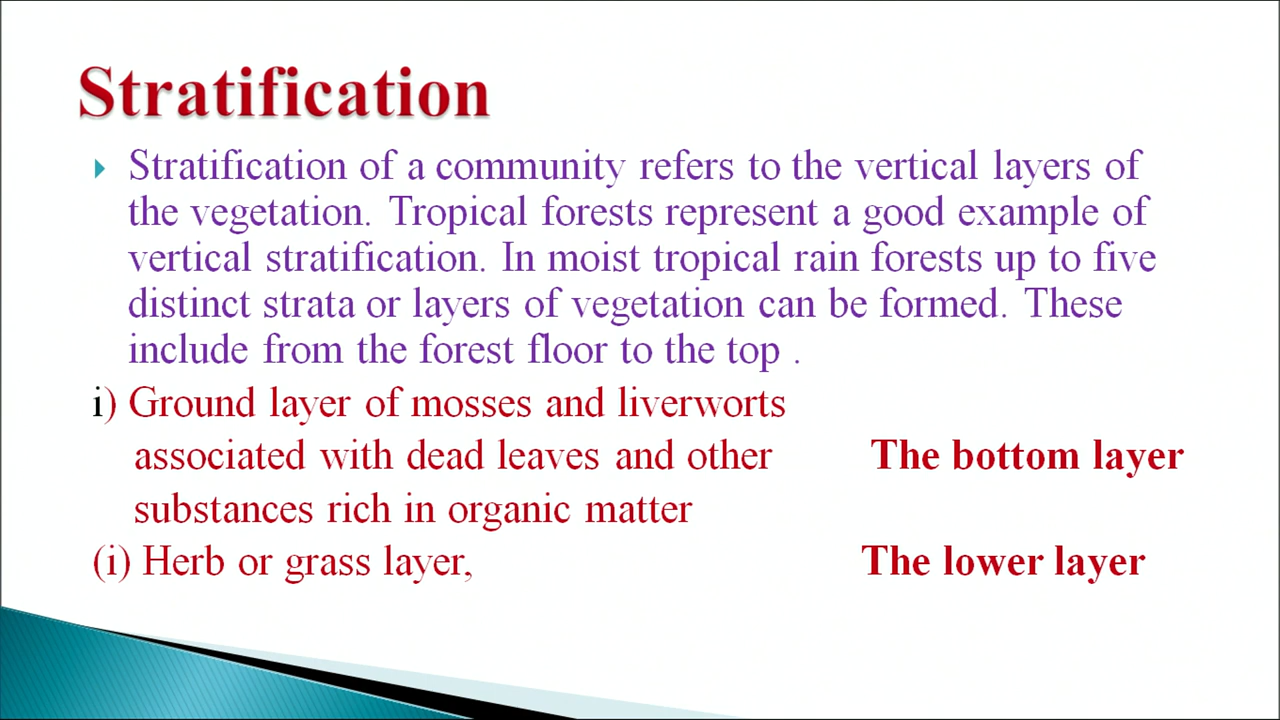 Stratification
Stratification of a community refers to the vertical layers of
the vegetation. Tropical forests represent a good example of
vertical stratification. In moist tropical rain forests up to five
distinct strata or layers of vegetation can be formed. These
include from the forest floor to the top .
i) Ground layer of mosses and liverworts
associated with dead leaves and other The bottom layer
substances rich in organic matter
(i) Herb or grass layer, The lower layer